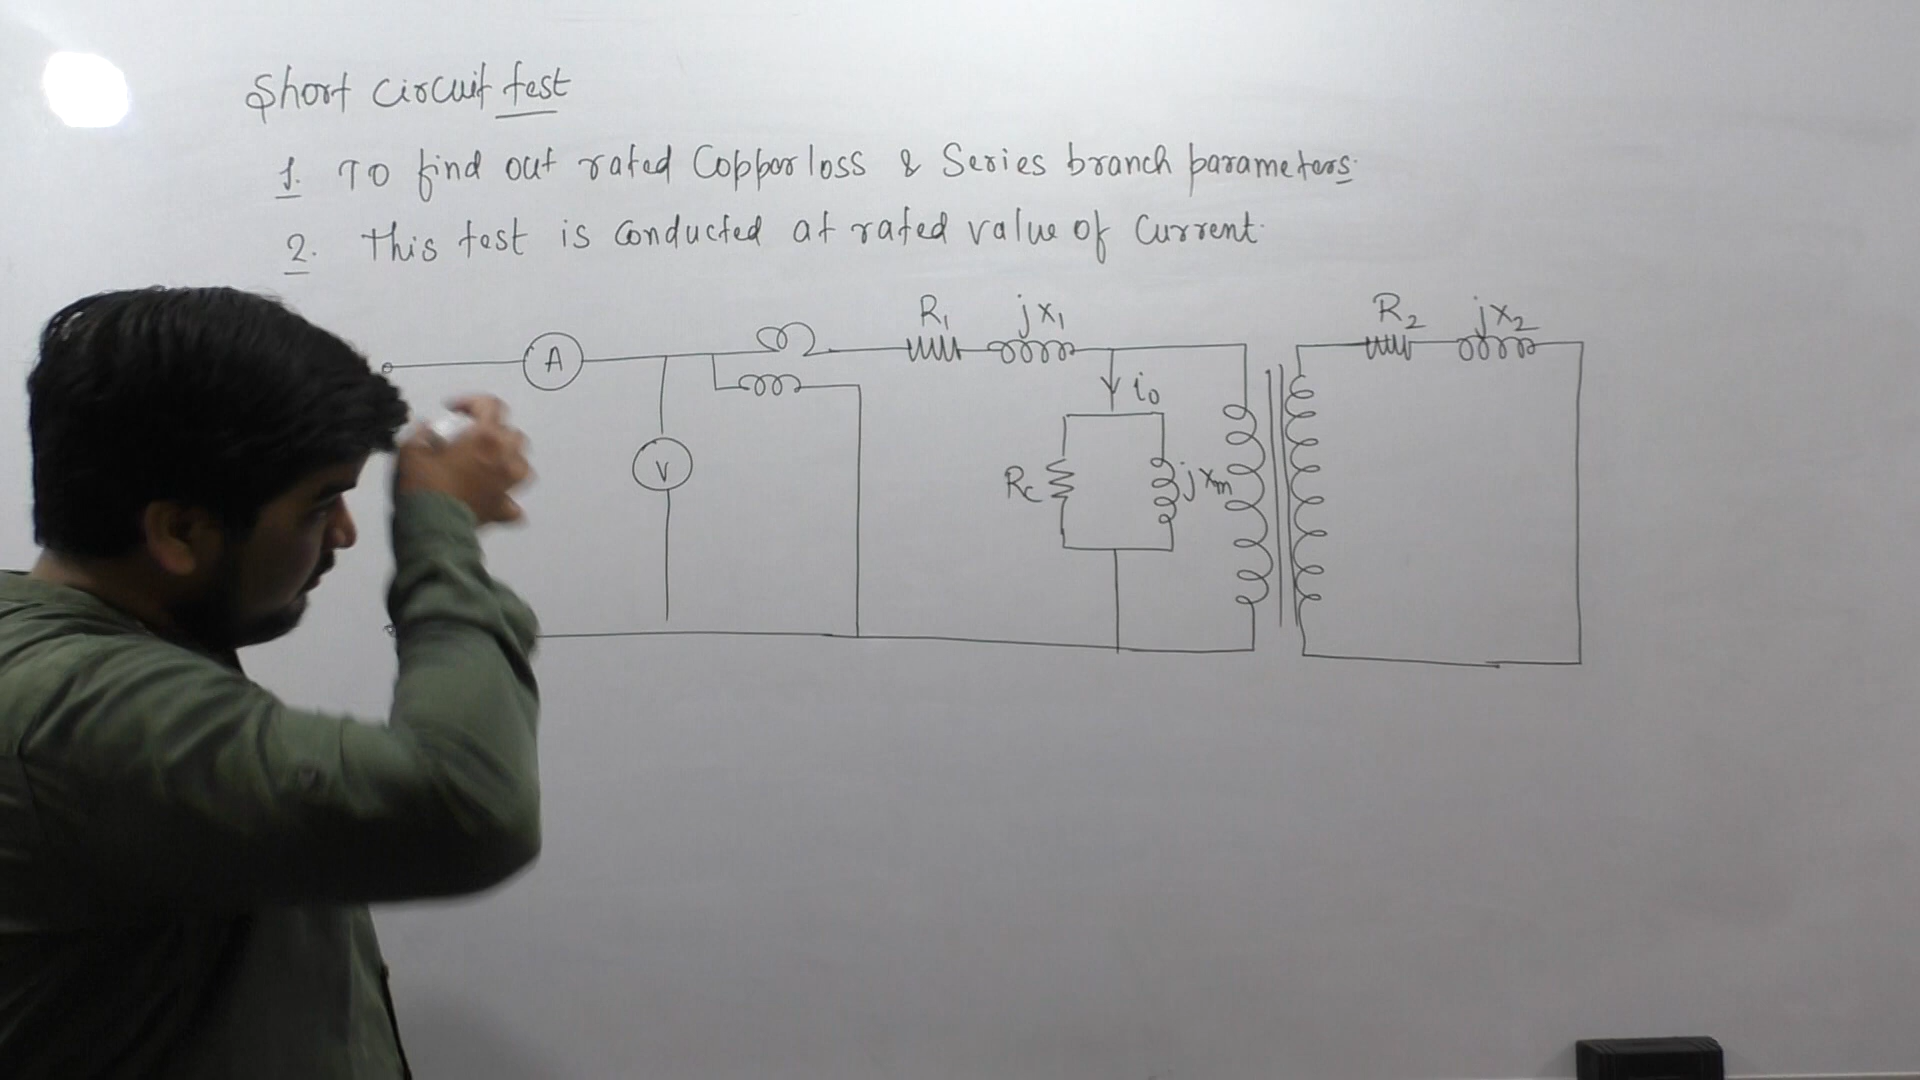 Short circuit test
1. To find out rated Copper loss & Series branch parameters.
2. This test is conducted at rated value of Current.
R₁ jx₁ R₂ jx₂
A
i₀
V Rc jxm